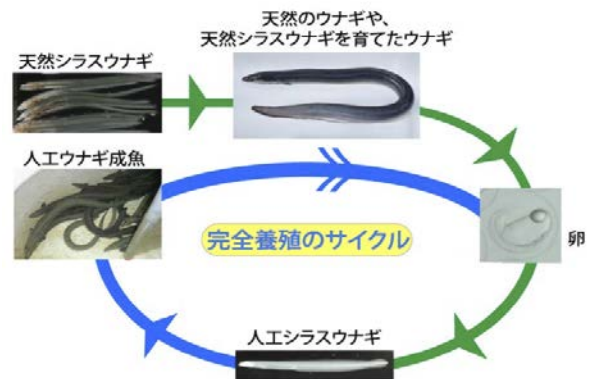 天然のウナギや、
天然シラスウナギを育てたウナギ
天然シラスウナギ
人工ウナギ成魚
完全養殖のサイクル
卵
人工シラスウナギ